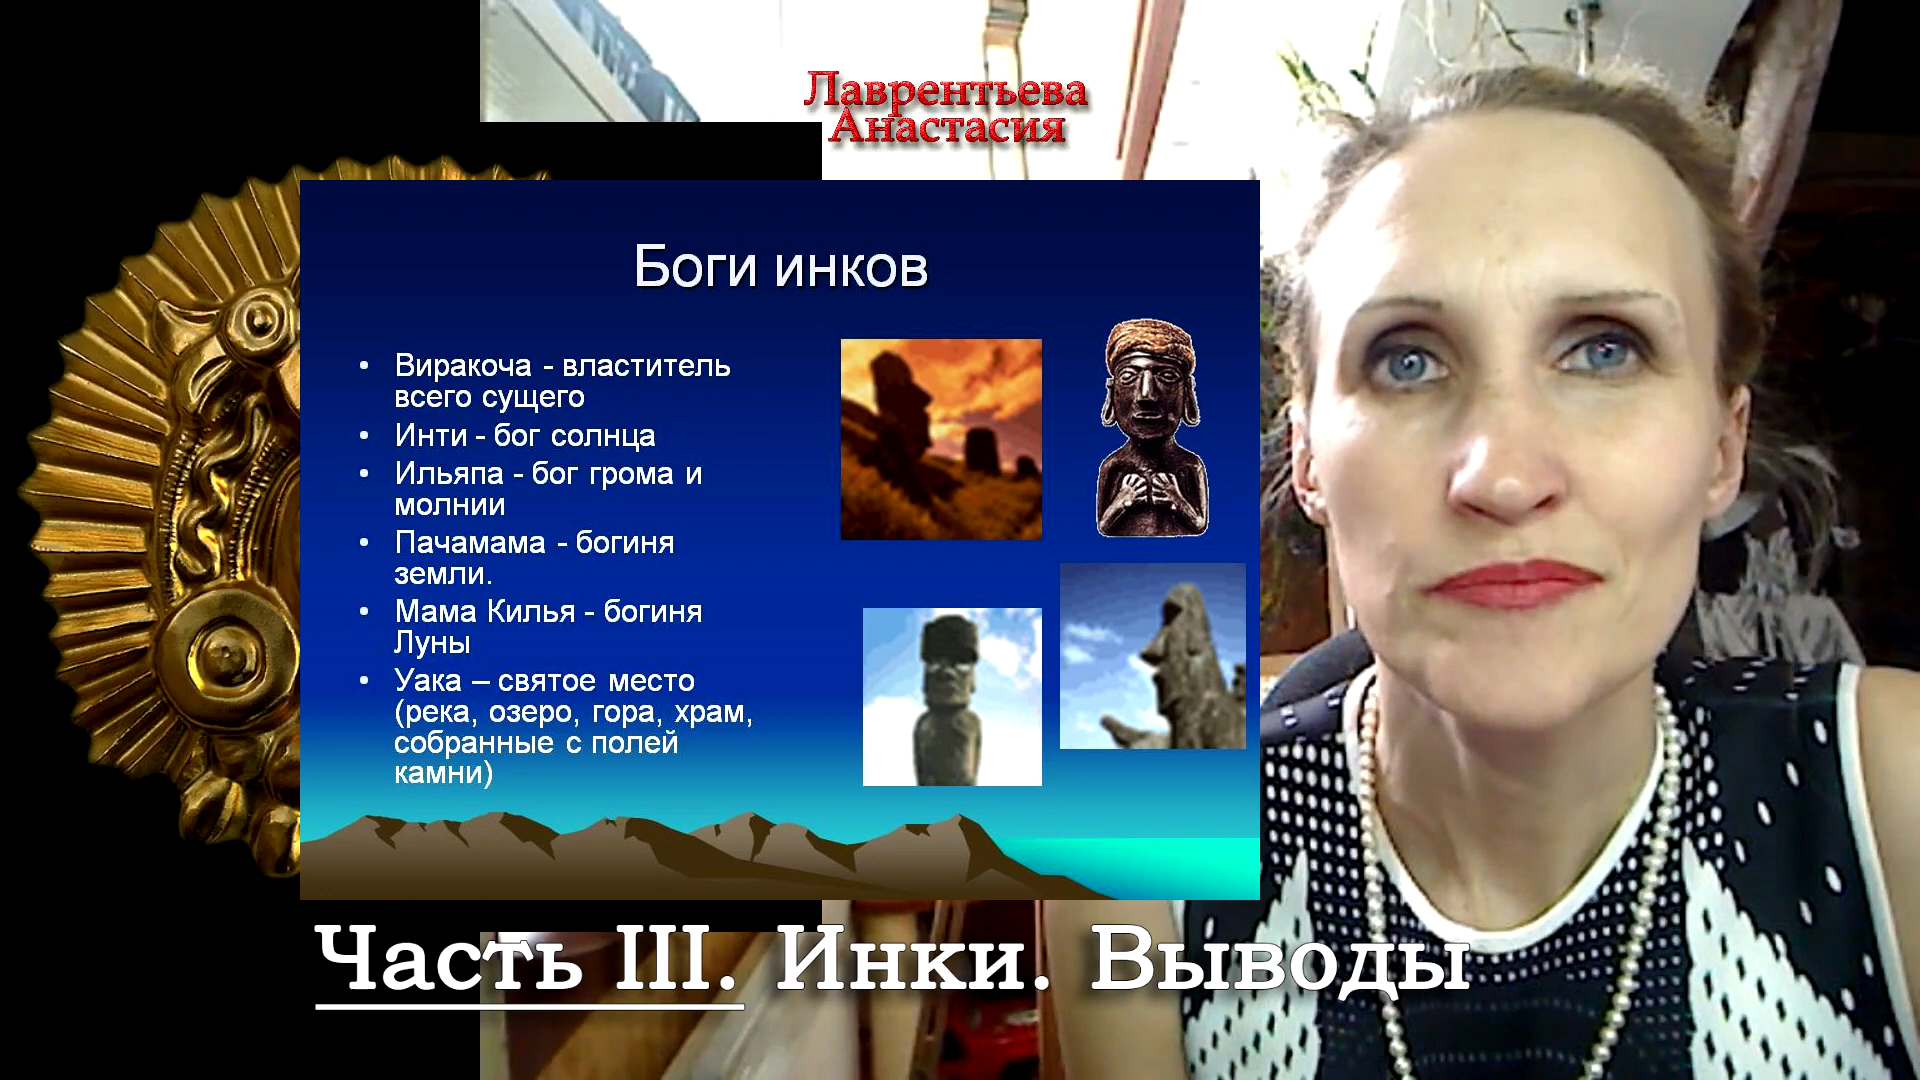 Лаврентьева
Анастасия
Боги инков
• Виракоча - властитель
всего сущего
• Инти - бог солнца
• Ильяпа - бог грома и
молнии
• Пачамама - богиня
земли.
• Мама Килья - богиня
Луны
• Уака – святое место
(река, озеро, гора, храм,
собранные с полей
камни)
Часть III. Инки. Выводы